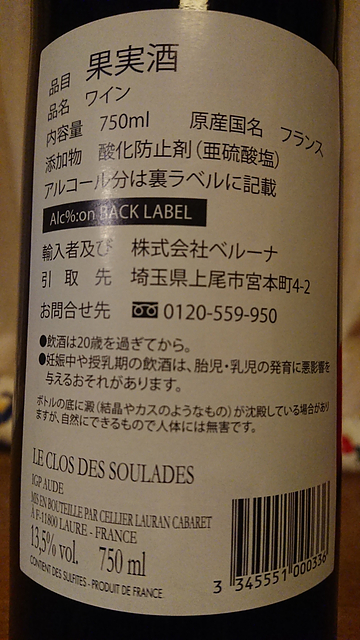 品目 果実酒
品名 ワイン
内容量 750ml 原産国名 フランス
添加物 酸化防止剤(亜硫酸塩)
アルコール分は裏ラベルに記載
Alc%:on BACK LABEL
輸入者及び 株式会社ベルーナ
引取先 埼玉県上尾市宮本町4-2
お問合せ先 0120-559-950
●飲酒は20歳を過ぎてから。
●妊娠中や授乳期の飲酒は、胎児・乳児の発育に悪影響を
与えるおそれがあります。
ボトルの底に澱(結晶やカスのようなもの)が沈殿している場合があり
ますが、自然にできるもので人体には無害です。
LE CLOS DES SOULADES
IGP AUDE
MIS EN BOUTEILLE PAR CELLIER LAURAN CABARET
À F-11800 LAURE - FRANCE
13,5% vol. 750 ml
CONTIENT DES SULFITES - PRODUIT DE FRANCE
3 345551 000336